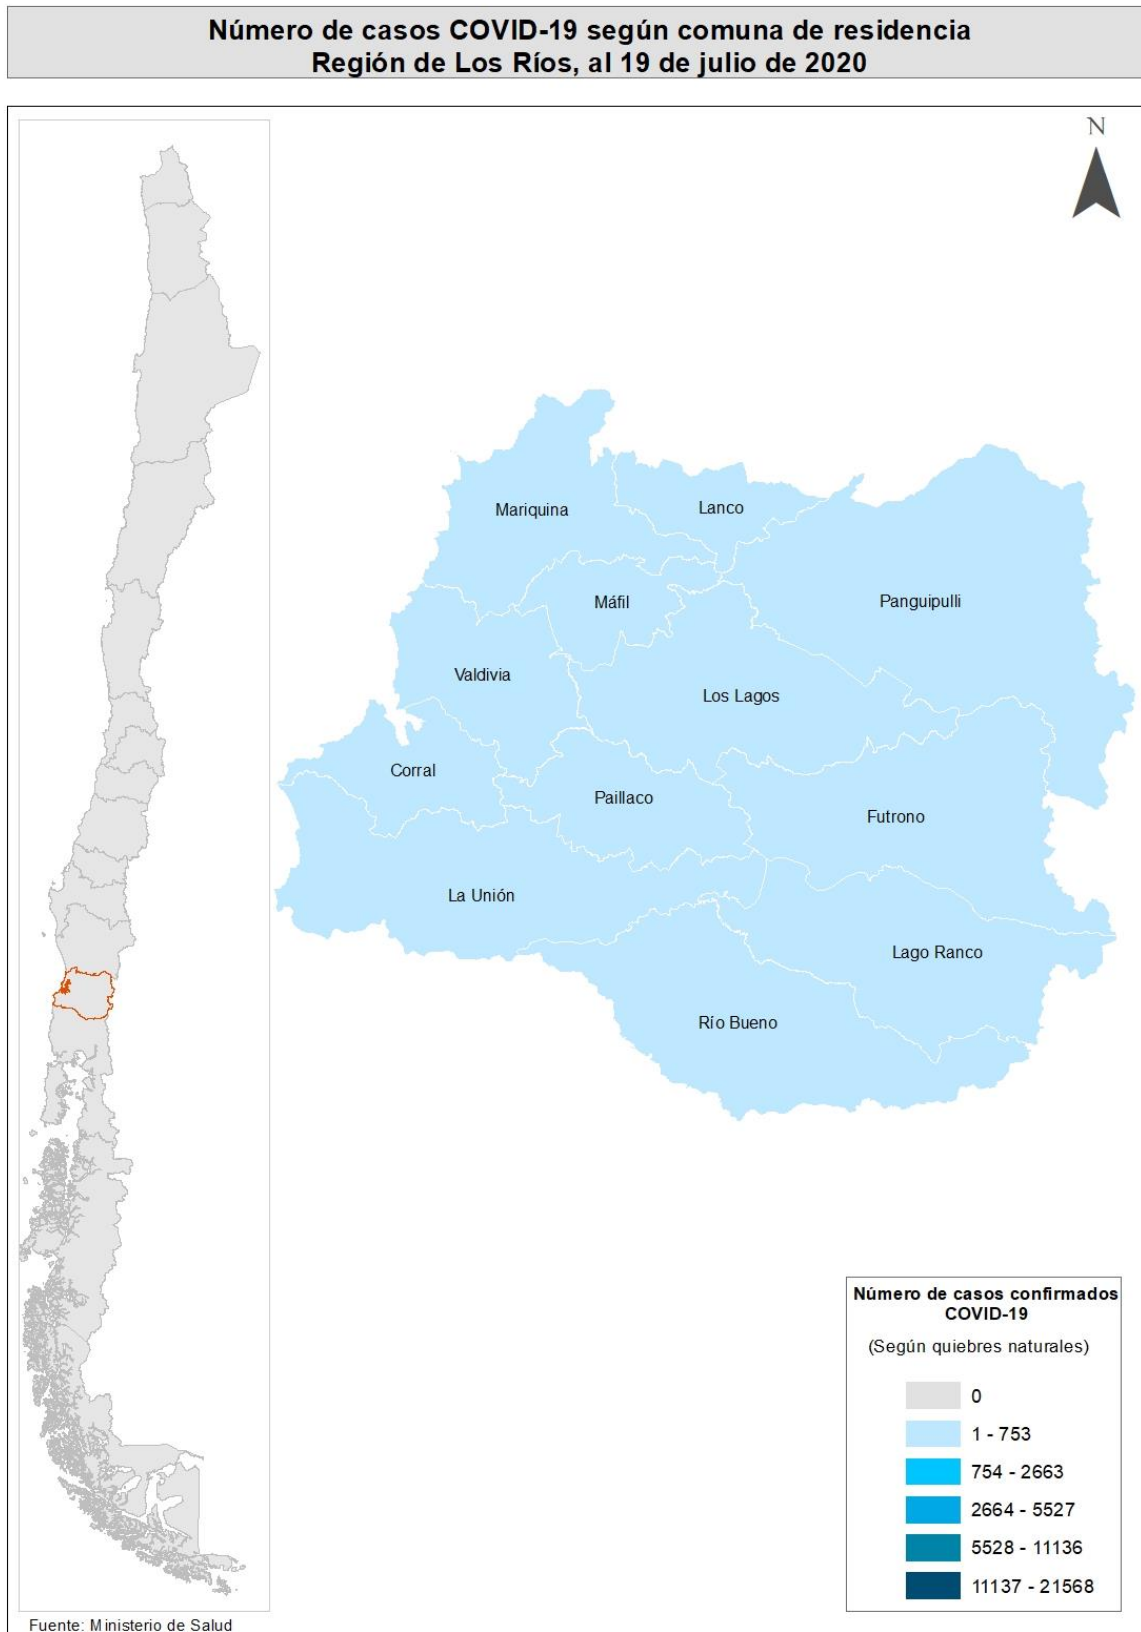 Número de casos COVID-19 según comuna de residencia
Región de Los Ríos, al 19 de julio de 2020
N
Mariquina
Lanco
Máfil
Panguipulli
Valdivia
Los Lagos
Corral
Paillaco
Futrono
La Unión
Lago Ranco
Río Bueno
Número de casos confirmados
COVID-19
(Según quiebres naturales)
0
1 - 753
754 - 2663
2664 - 5527
5528 - 11136
11137 - 21568
Fuente: Ministerio de Salud